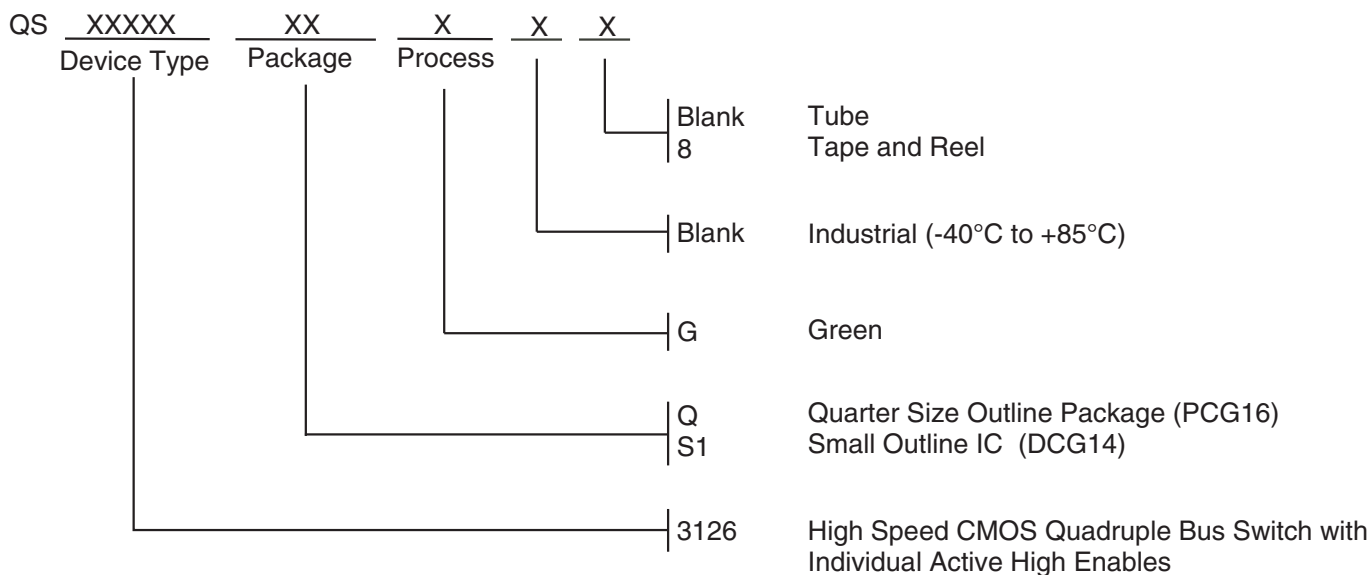 QS XXXXX XX X X X
Device Type Package Process
Blank Tube
8 Tape and Reel
Blank Industrial (-40°C to +85°C)
G Green
Q Quarter Size Outline Package (PCG16)
S1 Small Outline IC (DCG14)
3126 High Speed CMOS Quadruple Bus Switch with
Individual Active High Enables